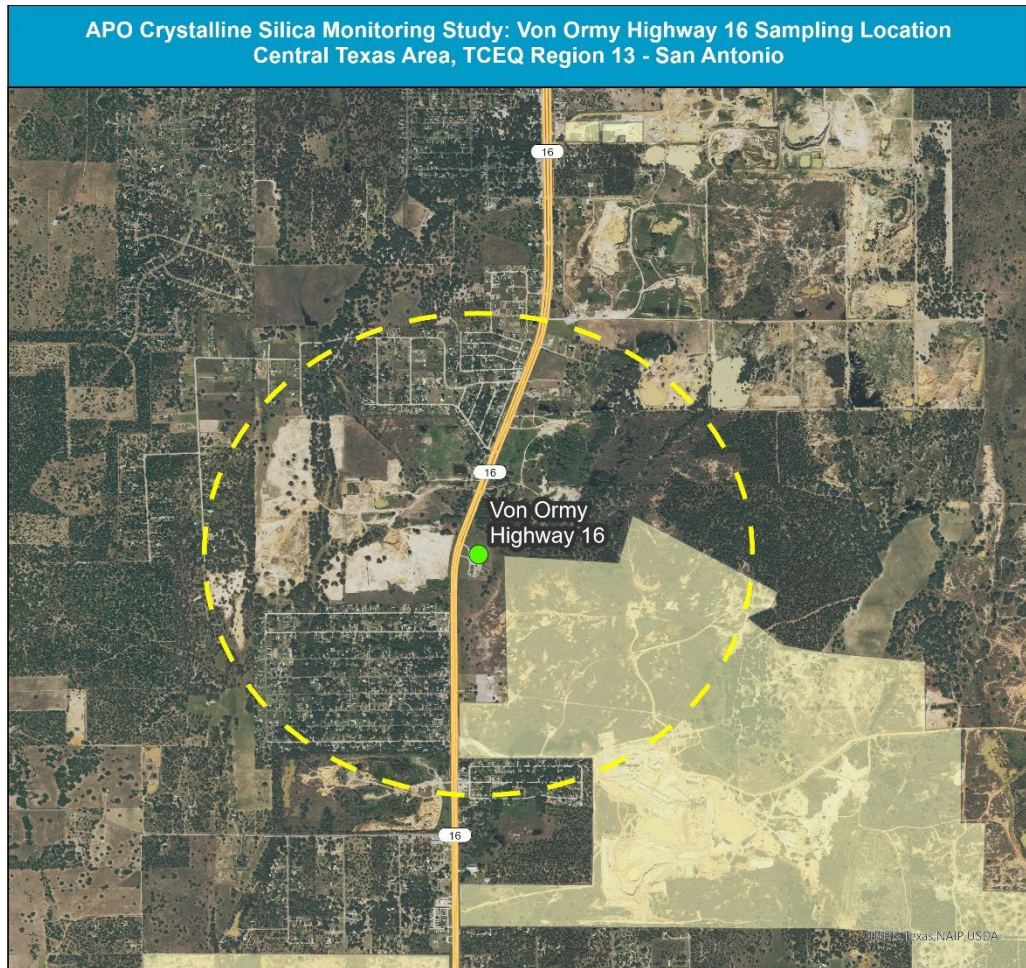 APO Crystalline Silica Monitoring Study: Von Ormy Highway 16 Sampling Location
Central Texas Area, TCEQ Region 13 - San Antonio
16
16
Von Ormy
Highway 16
16
Texas,NAIP,USDA